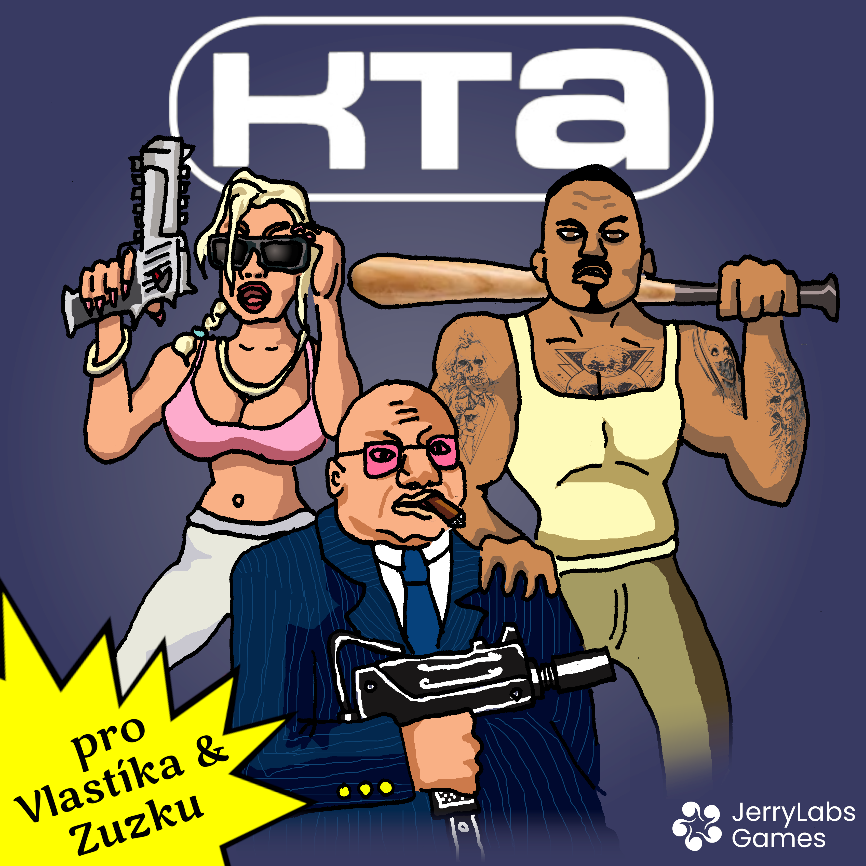 KTa
pro
Vlastíka &
Zuzku
JerryLabs
Games